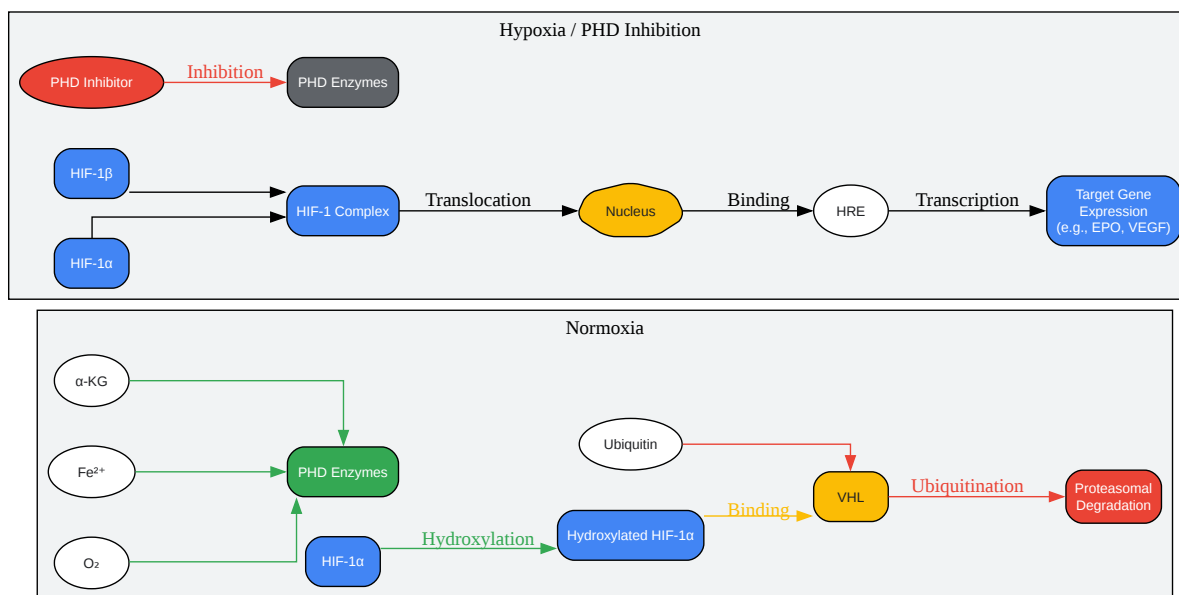 Hypoxia / PHD Inhibition
PHD Inhibitor
Inhibition
PHD Enzymes
HIF-1β
HIF-1α
HIF-1 Complex
Translocation
Nucleus
Binding
HRE
Transcription
Target Gene
Expression
(e.g., EPO, VEGF)
Normoxia
α-KG
Fe²⁺
O₂
PHD Enzymes
HIF-1α
Hydroxylation
Hydroxylated HIF-1α
Ubiquitin
Binding
VHL
Ubiquitination
Proteasomal
Degradation